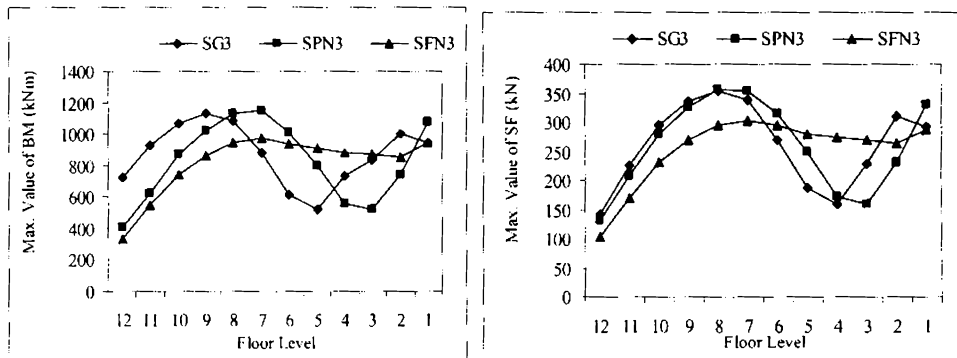 SG3 SPN3 SFN3
Max. Value of BM (kNm)
1400
1200
1000
800
600
400
200
0
12 11 10 9 8 7 6 5 4 3 2 1
Floor Level
SG3 SPN3 SFN3
Max. Value of SF (kN)
400
350
300
250
200
150
100
50
0
12 11 10 9 8 7 6 5 4 3 2 1
Floor Level